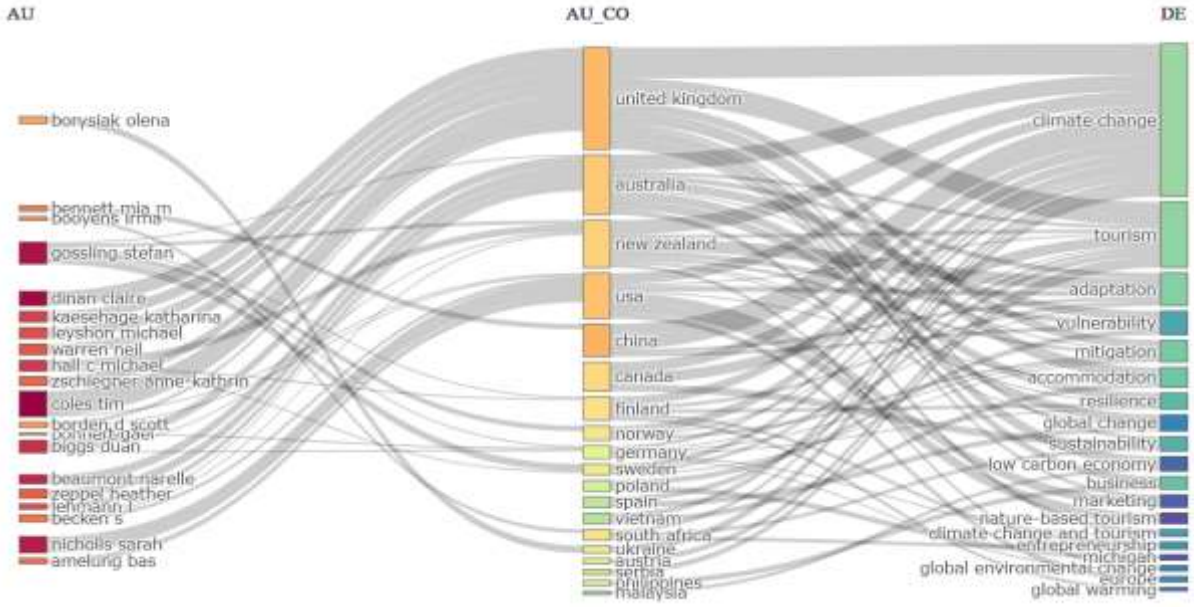 AU
AU_CO
DE
borysiak olena
bennett mia m
booyens irma
gossling stefan
dinan claire
kaesehage katharina
leyshon michael
warren neil
hall c michael
zschiegner anne-kathrin
coles tim
borden d scott
bonnert gael
biggs duan
beaumont narelle
zeppel heather
lehmann l
becken s
nicholls sarah
amelung bas
united kingdom
australia
new zealand
usa
china
canada
finland
norway
germany
sweden
poland
spain
vietnam
south africa
ukraine
austria
serbia
philippines
malaysia
climate change
tourism
adaptation
vulnerability
mitigation
accommodation
resilience
global change
sustainability
low carbon economy
business
marketing
nature-based tourism
climate change and tourism
entrepreneurship
michigan
global environmental change
europe
global warming